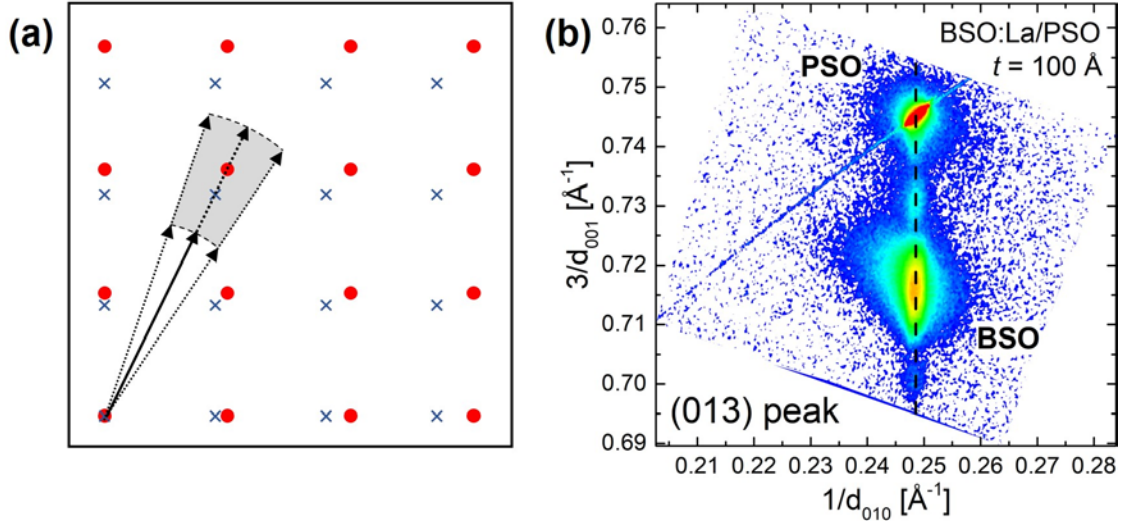 (a)
(b)
BSO:La/PSO
t = 100 Å
PSO
BSO
(013) peak
0.76
0.75
0.74
0.73
0.72
0.71
0.70
0.69
3/d001 [Å-1]
0.21 0.22 0.23 0.24 0.25 0.26 0.27 0.28
1/d010 [Å-1]